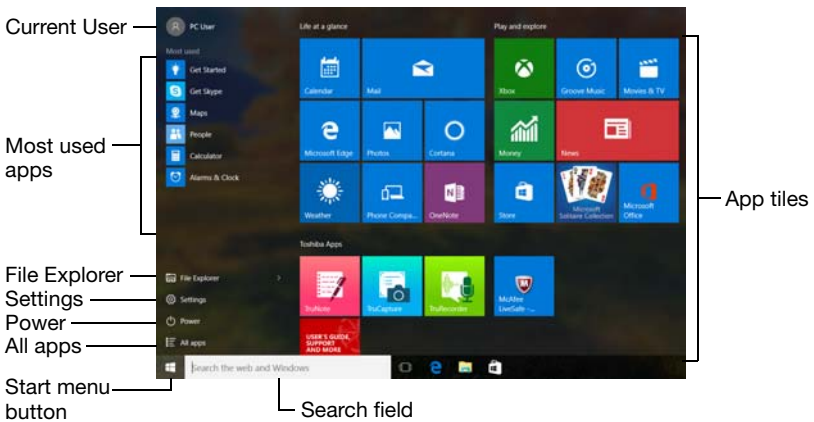 Current User
Most used
apps
File Explorer
Settings
Power
All apps
Start menu
button
Search field
App tiles
PC User
Most used
Get Started
Get Skype
Maps
People
Calculator
Alarms & Clock
File Explorer
Settings
Power
All apps
Search the web and Windows
Life at a glance
Calendar
Mail
Microsoft Edge
Photos
Cortana
Weather
Phone Compa...
OneNote
Play and explore
Xbox
Groove Music
Movies & TV
Money
News
Store
Microsoft
Solitaire Collection
Microsoft
Office
Toshiba Apps
TruNote
TruCapture
TruRecorder
McAfee
LiveSafe -...
USER'S GUIDE,
SUPPORT
AND MORE